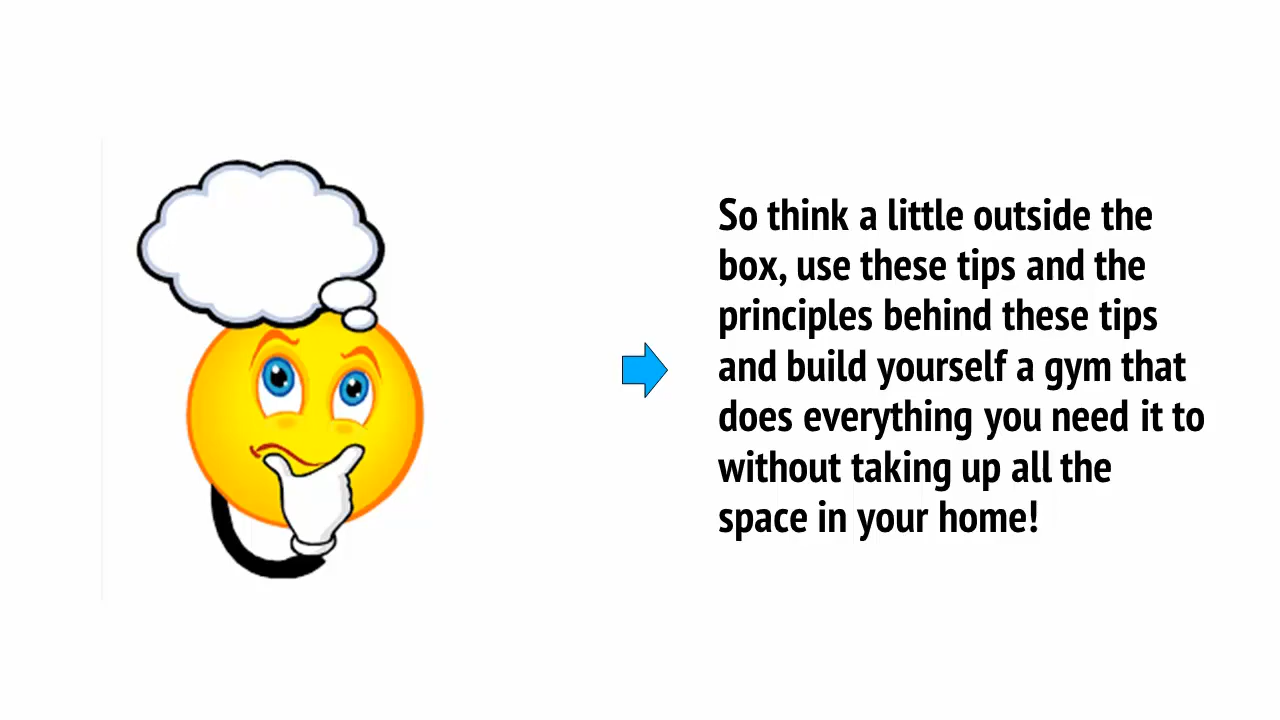 So think a little outside the
box, use these tips and the
principles behind these tips
and build yourself a gym that
does everything you need it to
without taking up all the
space in your home!